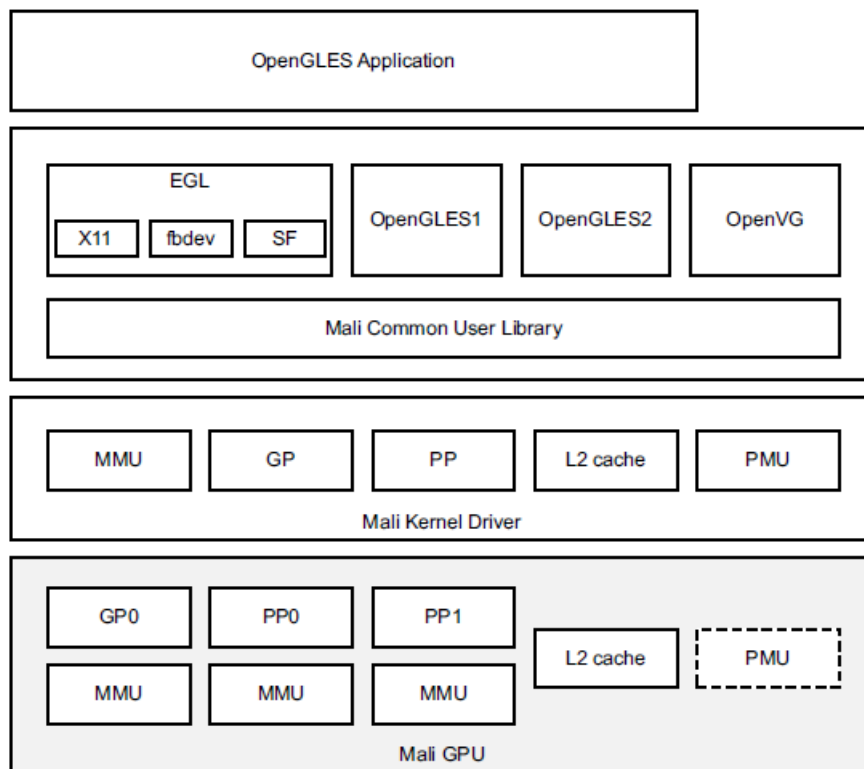 OpenGLES Application
EGL
X11
fbdev
SF
OpenGLES1
OpenGLES2
OpenVG
Mali Common User Library
MMU
GP
PP
L2 cache
PMU
Mali Kernel Driver
GP0
PP0
PP1
L2 cache
PMU
MMU
MMU
MMU
Mali GPU